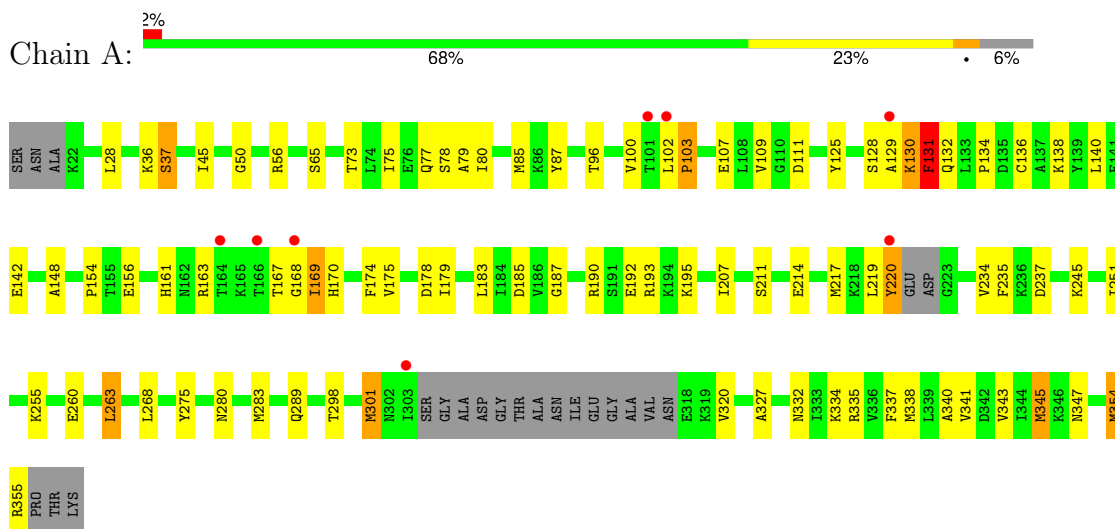 2%
Chain A:
68% 23% • 6%
SER ASN ALA K22 L28 K36 S37 I45 G50 R56 S65 T73 L74 I75 E76 Q77 S78 A79 I80 M85 K86 Y87 T96 V100 T101 L102 P103 E107 L108 V109 G110 D111 Y125 S128 A129 K130 F131 Q132 L133 P134 D135 C136 A137 K138 Y139 L140 E141
E142 A148 P154 T155 E156 H161 N162 R163 T164 K165 T166 T167 G168 I169 H170 F174 V175 D178 I179 L183 I184 D185 V186 G187 R190 S191 E192 R193 K194 K195 I207 S211 E214 M217 K218 L219 Y220 GLU ASP G223 V234 F235 K236 D237 K245 I251
K255 E260 L263 L268 Y275 N280 M283 Q289 T298 M301 N302 I303 SER GLY ALA ASP GLY THR ALA ASN ILE GLU GLY ALA VAL ASN E318 K319 V320 A327 N332 I333 K334 R335 V336 F337 M338 L339 A340 V341 D342 V343 I344 M345 K346 N347 M354
R355 PRO THR LYS